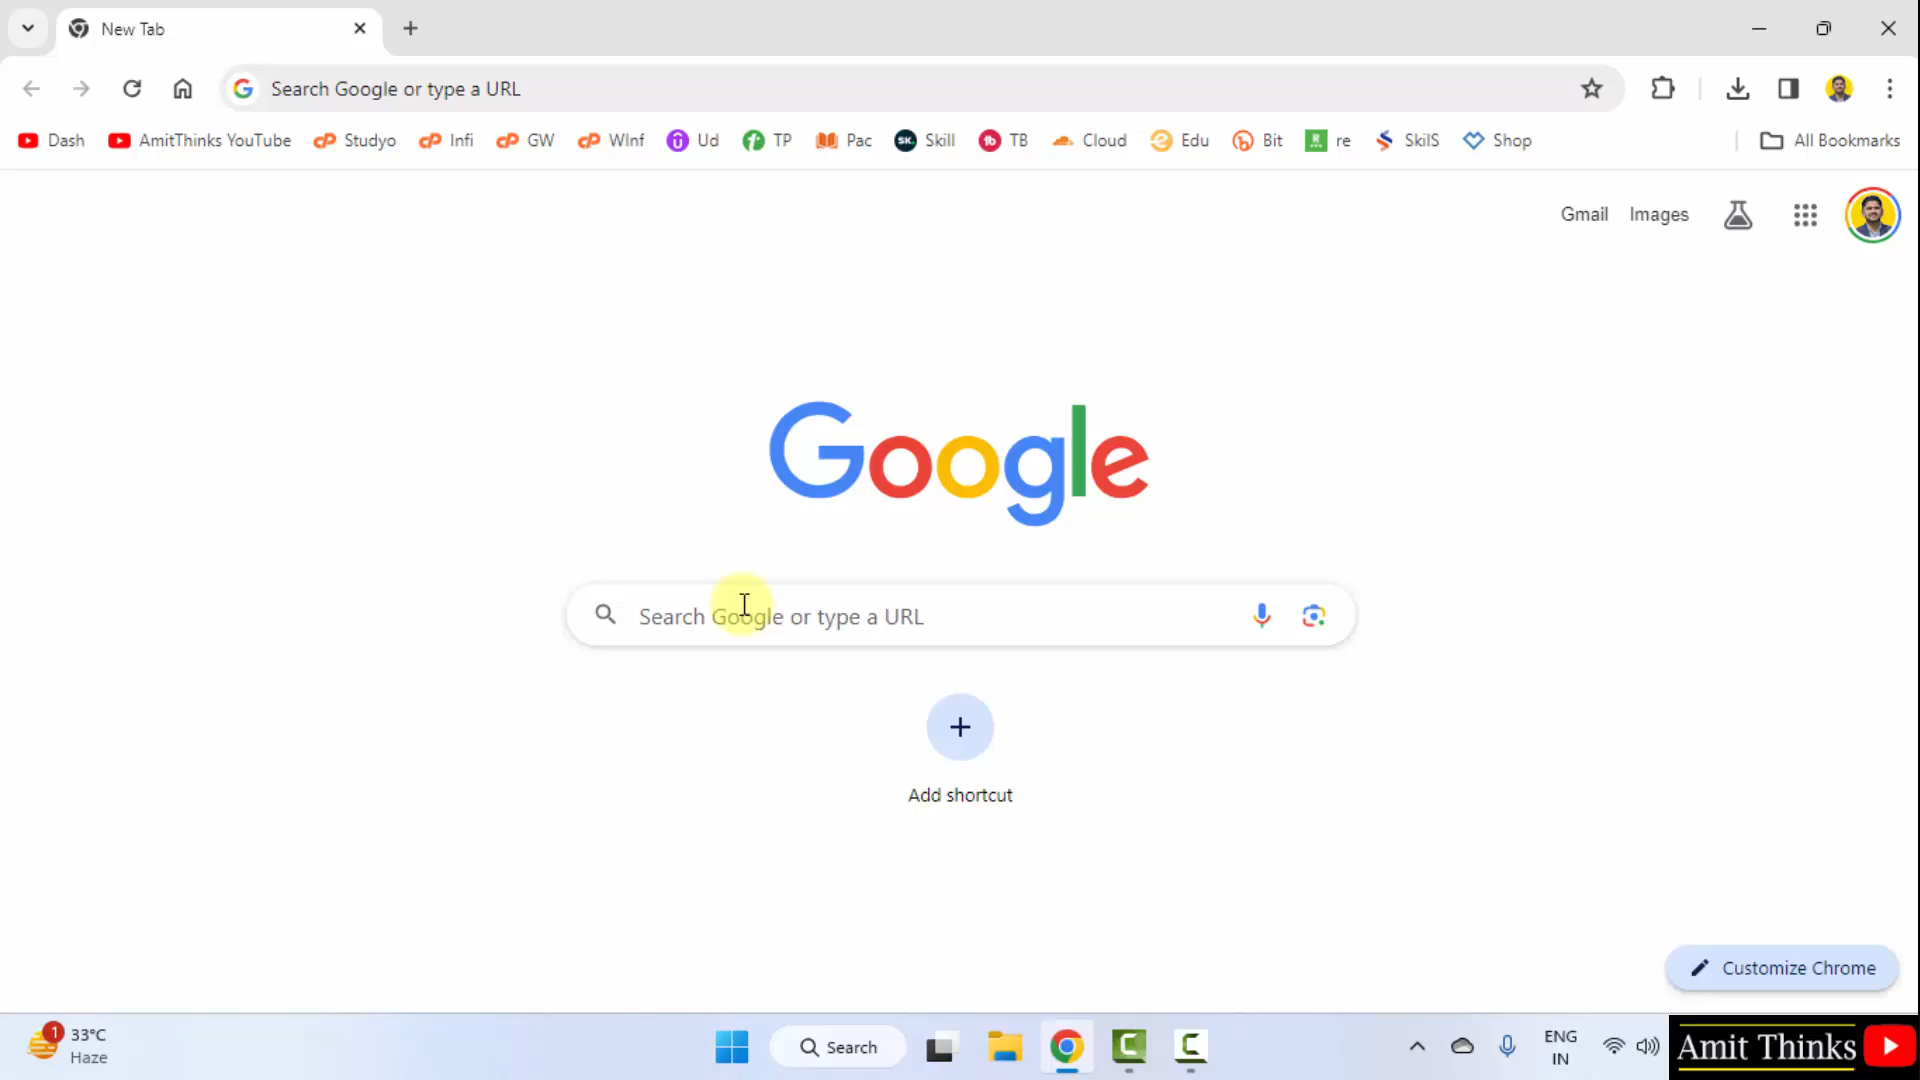 New Tab
Search Google or type a URL
Dash AmitThinks YouTube Studyo Infi GW WInf Ud TP Pac Skill TB Cloud Edu Bit re SkilS Shop All Bookmarks
Gmail Images
Google
Search Google or type a URL
Add shortcut
Customize Chrome
1 33°C
Haze
Search
ENG
IN
Amit Thinks